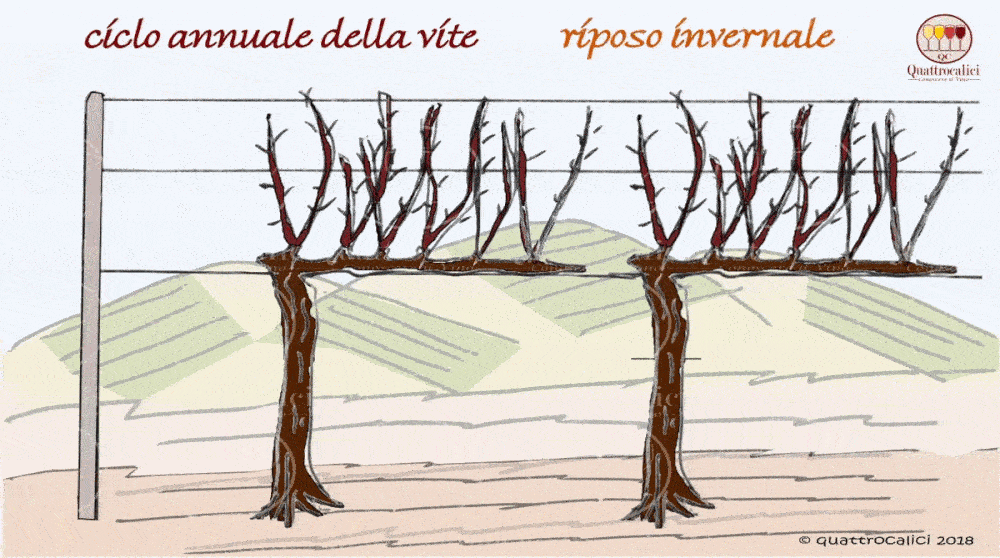 ciclo annuale della vite
riposo invernale
QC
Quattrocalici
© quattrocalici 2018